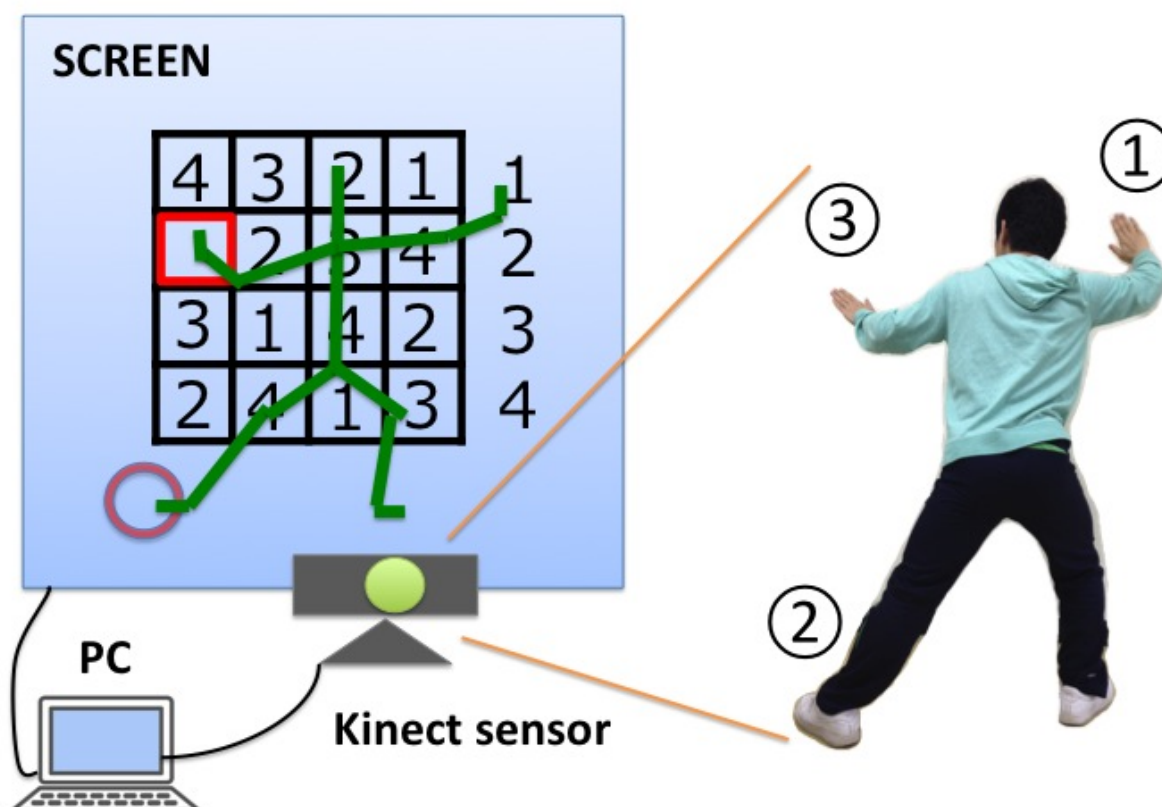 SCREEN
4 3 2 1 1
2 3 4 2
3 1 4 2 3
2 4 1 3 4
①
③
②
PC
Kinect sensor